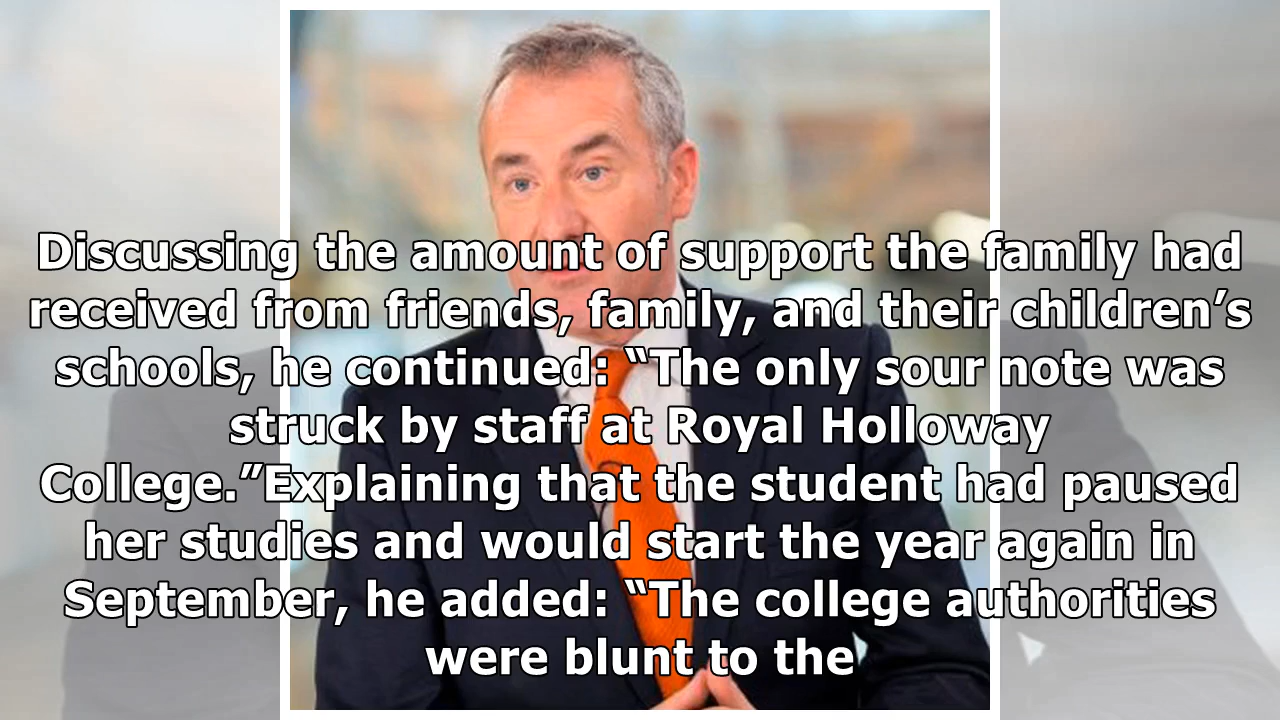 Discussing the amount of support the family had
received from friends, family, and their children’s
schools, he continued: “The only sour note was
struck by staff at Royal Holloway
College.”Explaining that the student had paused
her studies and would start the year again in
September, he added: “The college authorities
were blunt to the